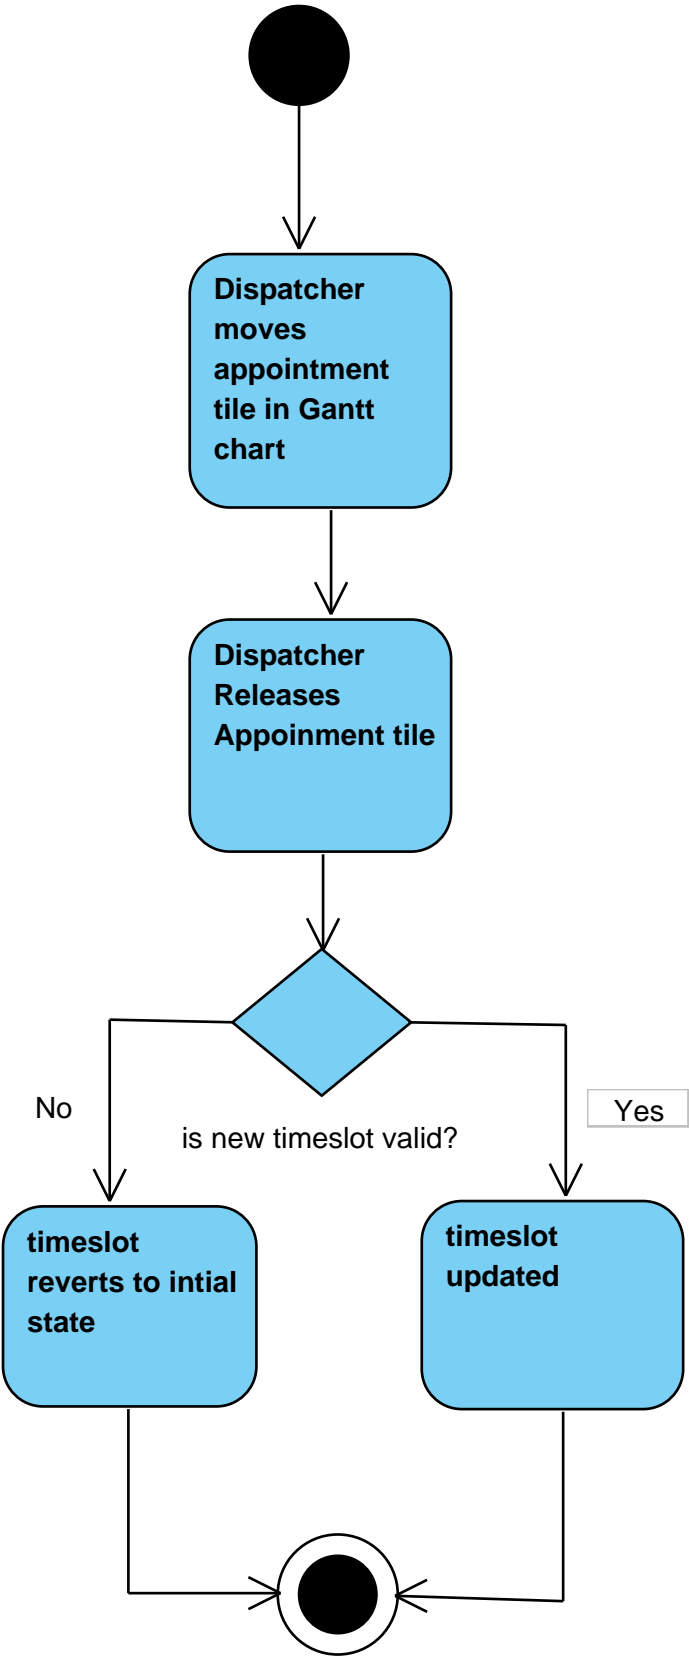 Dispatcher
moves
appointment
tile in Gantt
chart
Dispatcher
Releases
Appoinment tile
No
Yes
is new timeslot valid?
timeslot
reverts to intial
state
timeslot
updated